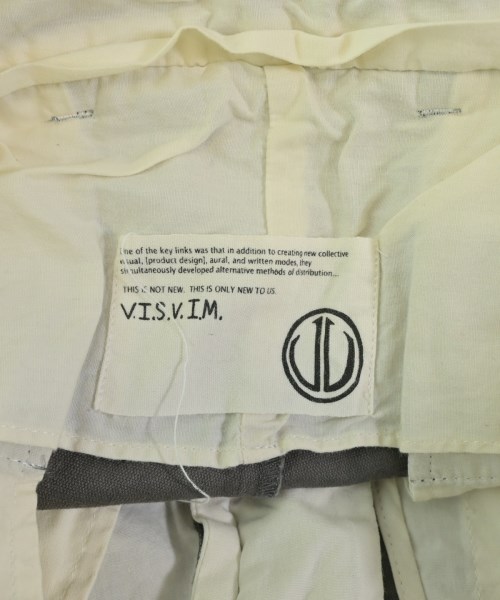 One of the key links was that in addition to creating new collective
visual, [product design], aural, and written modes, they
simultaneously developed alternative methods of distribution...
THIS IS NOT NEW. THIS IS ONLY NEW TO US.
V.I.S.V.I.M.